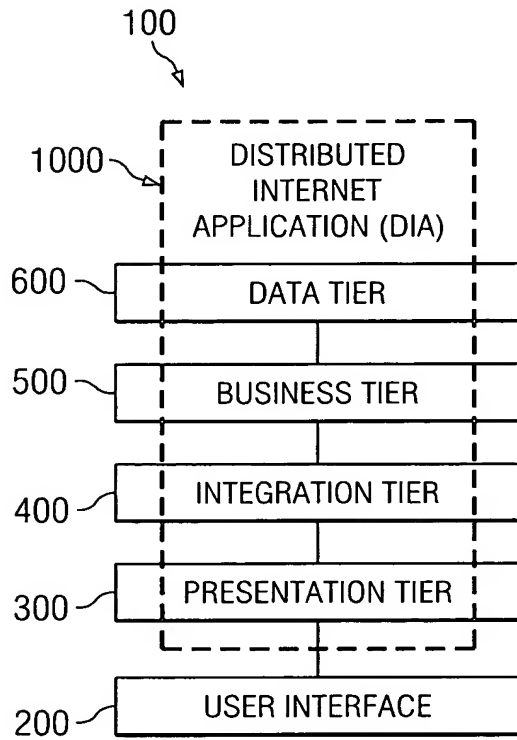 100
1000
DISTRIBUTED
INTERNET
APPLICATION (DIA)
600
DATA TIER
500
BUSINESS TIER
400
INTEGRATION TIER
300
PRESENTATION TIER
200
USER INTERFACE